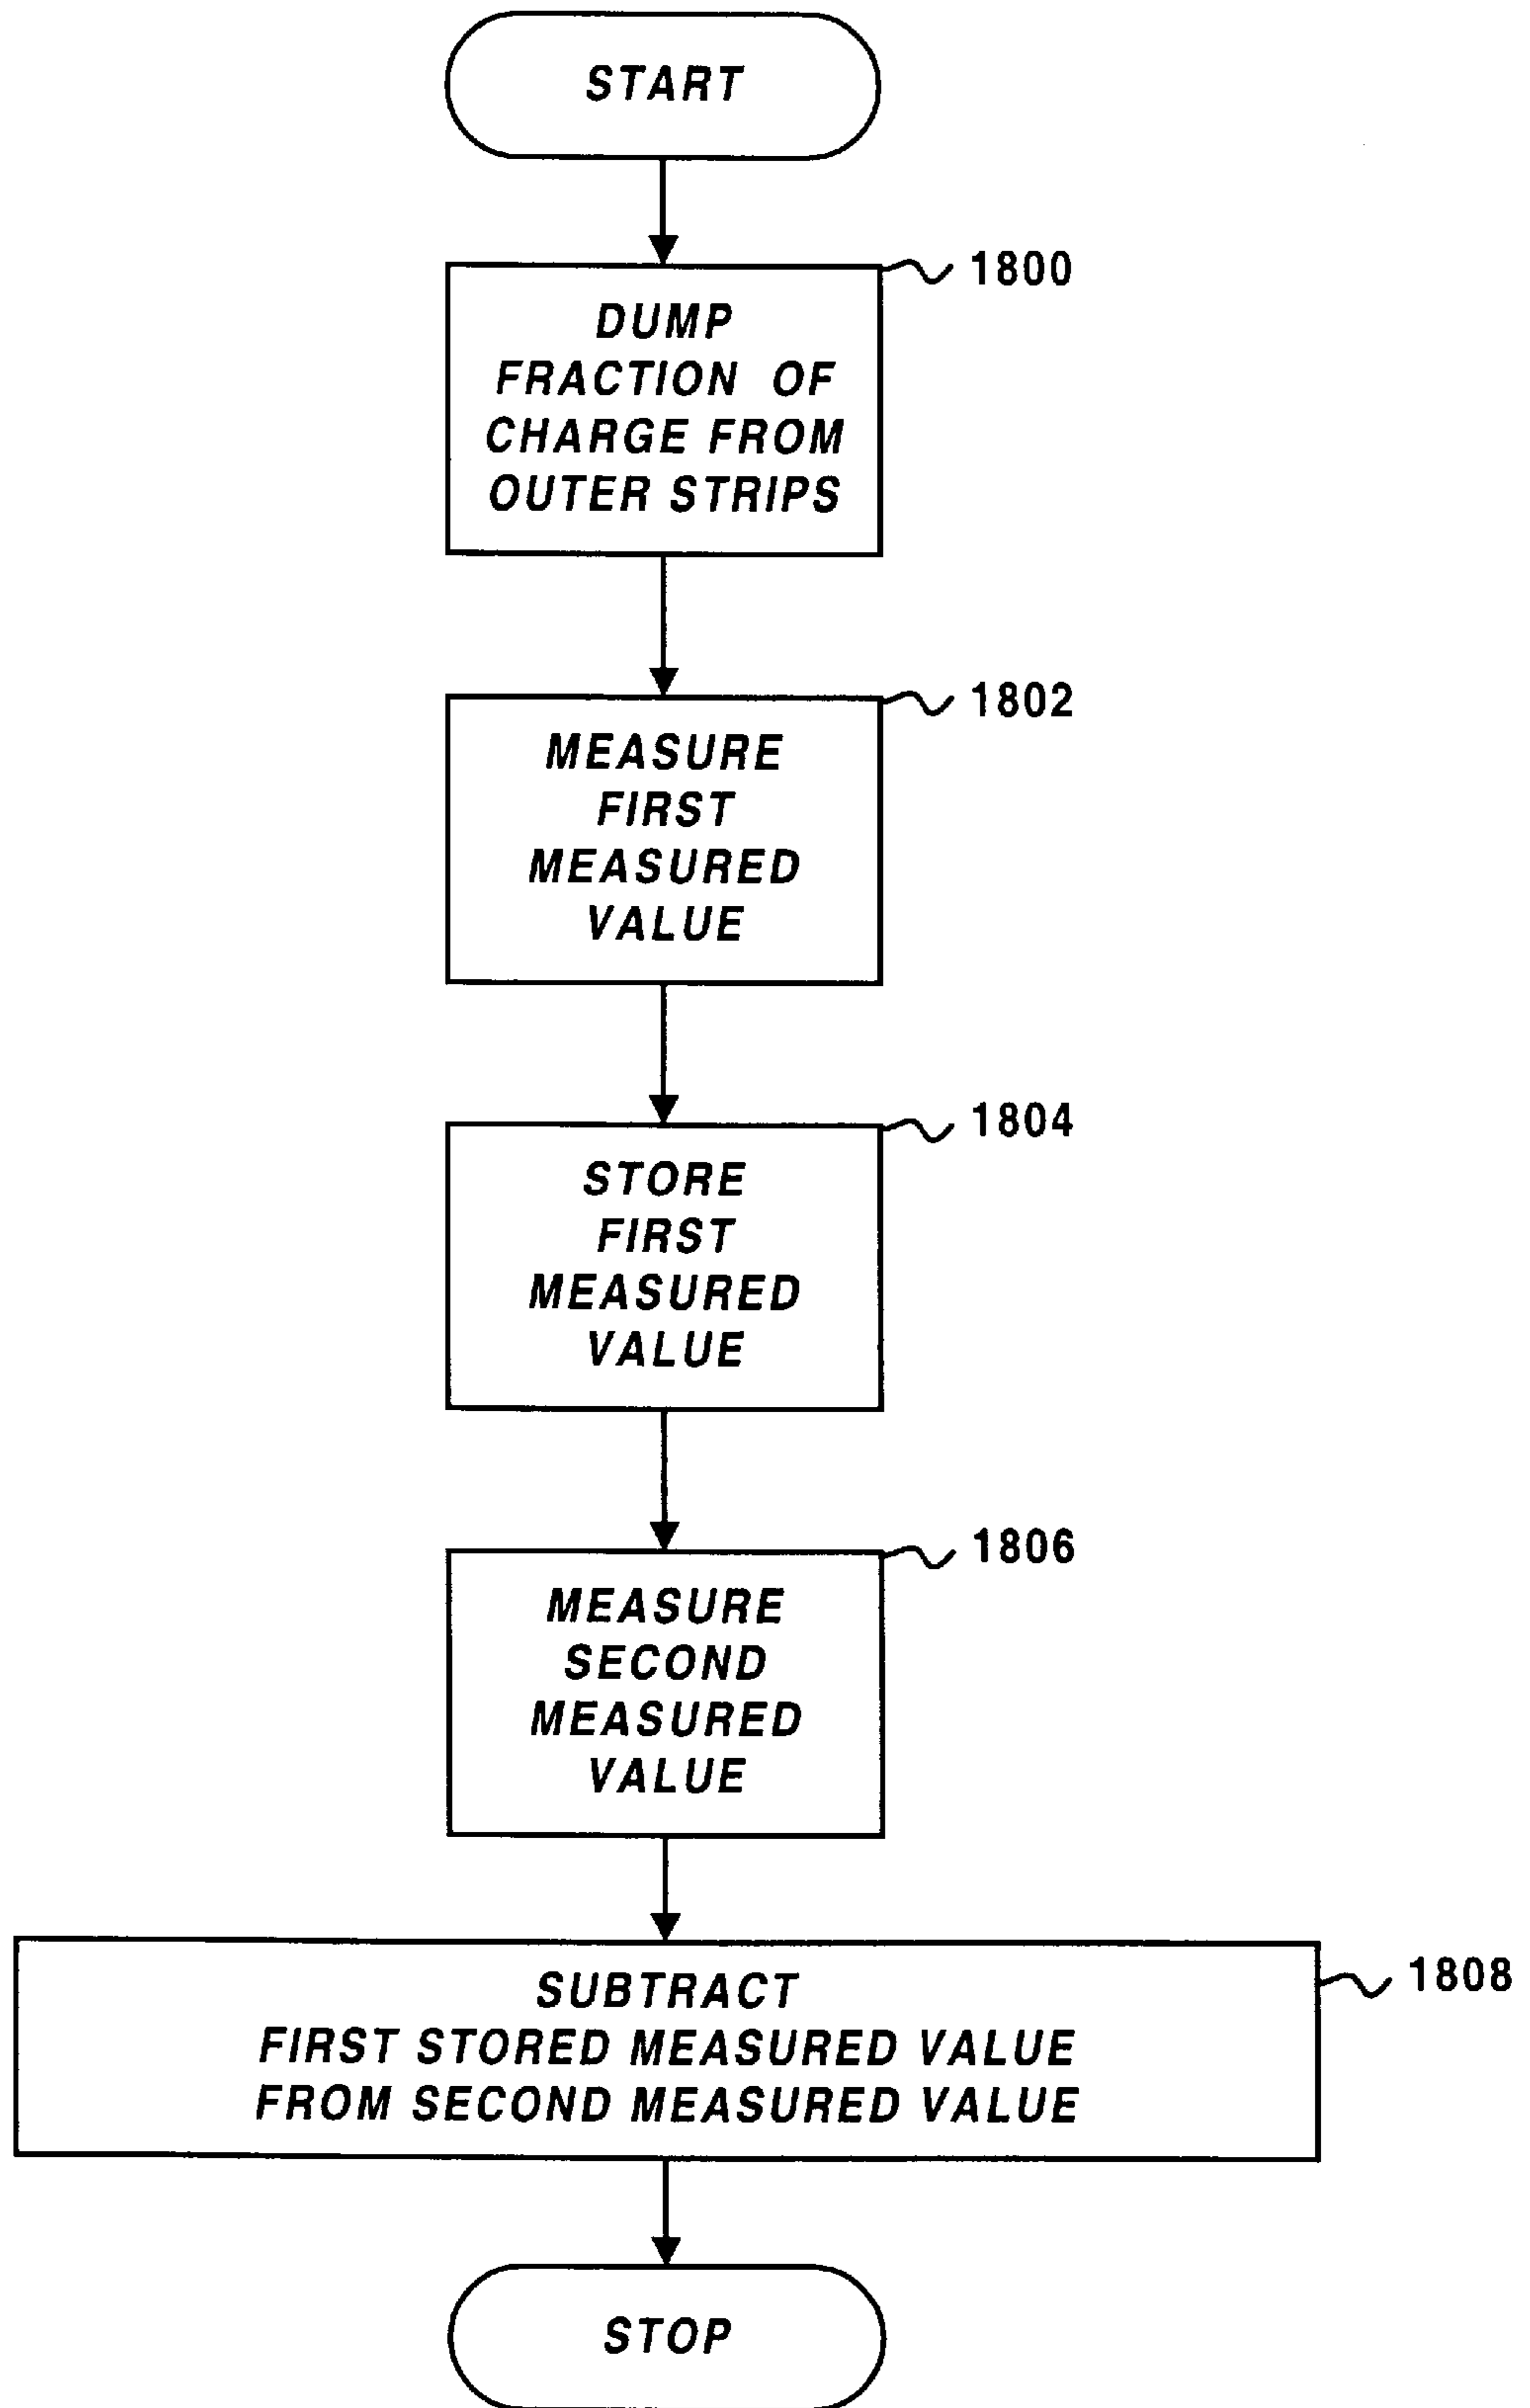 START
1800
DUMP
FRACTION OF
CHARGE FROM
OUTER STRIPS
1802
MEASURE
FIRST
MEASURED
VALUE
1804
STORE
FIRST
MEASURED
VALUE
1806
MEASURE
SECOND
MEASURED
VALUE
1808
SUBTRACT
FIRST STORED MEASURED VALUE
FROM SECOND MEASURED VALUE
STOP